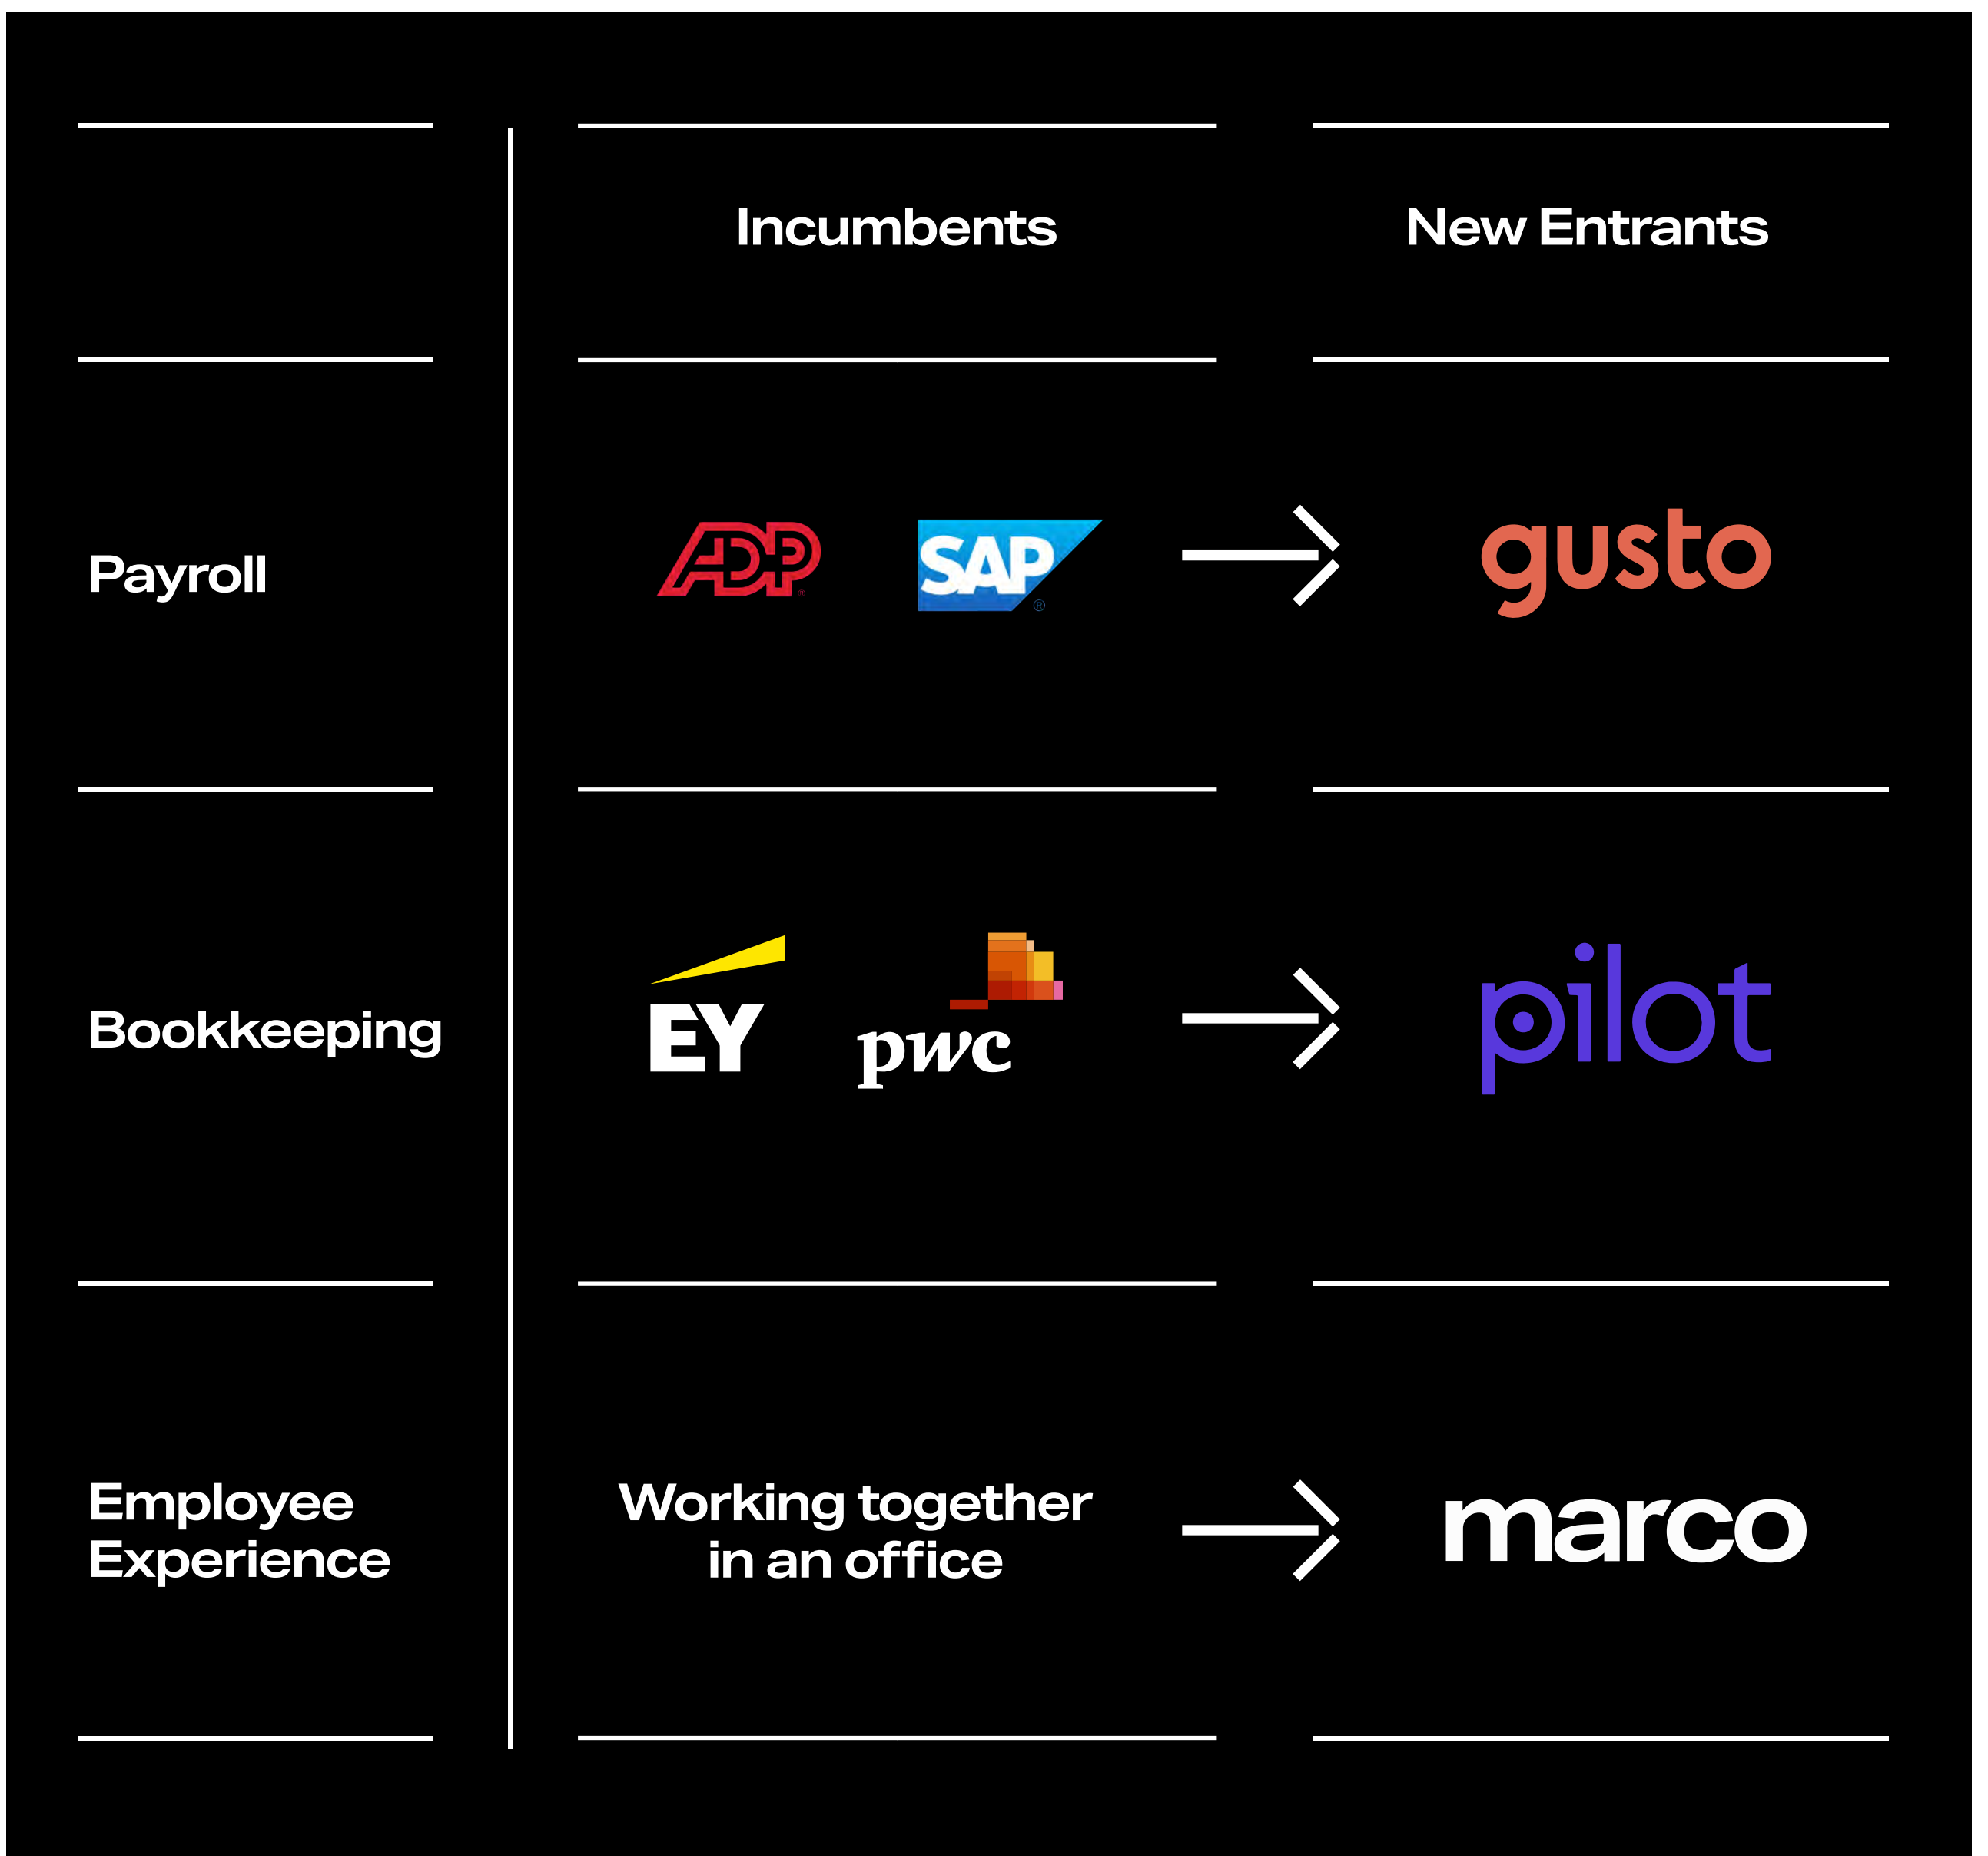 Incumbents
New Entrants
Payroll
ADP
®
SAP
®
gusto
Bookkeeping
EY
pwc
pilot
Employee
Experience
Working together
in an office
marco